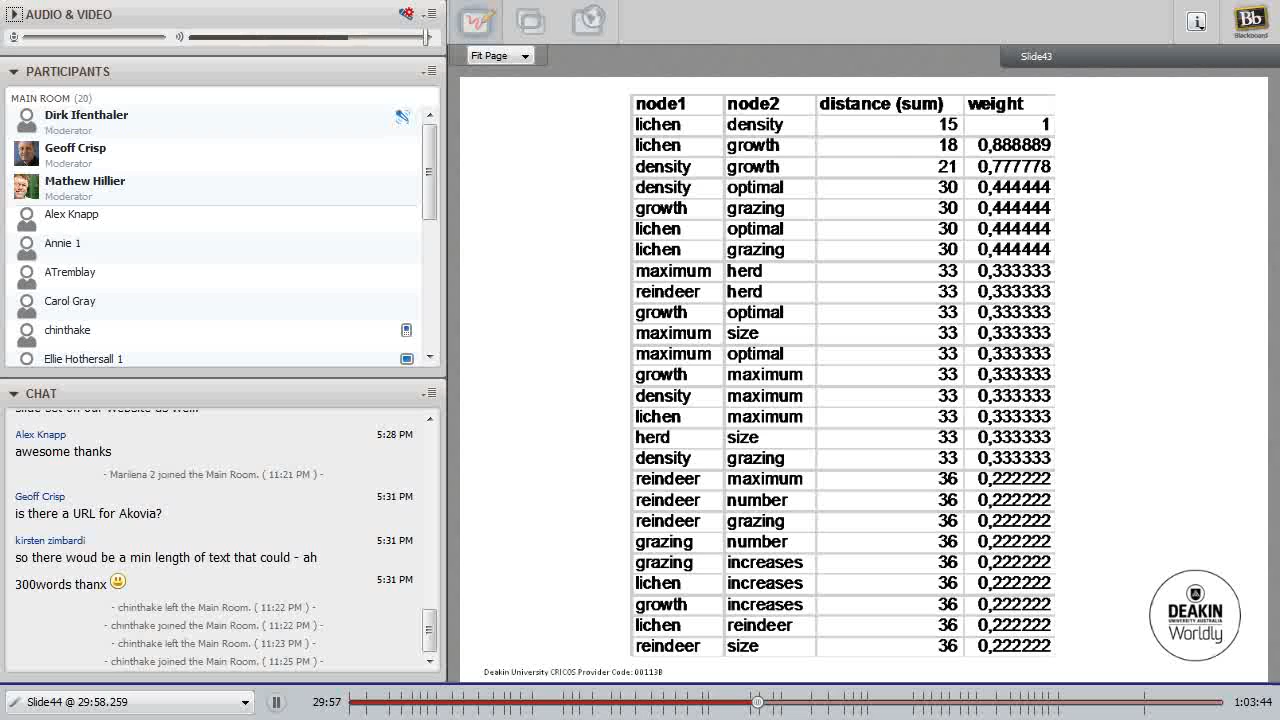 AUDIO & VIDEO
PARTICIPANTS
MAIN ROOM (20)
Dirk Ifenthaler
Moderator
Geoff Crisp
Moderator
Mathew Hillier
Moderator
Alex Knapp
Annie 1
ATremblay
Carol Gray
chinthake
Ellie Hothersall 1
CHAT
Alex Knapp 5:28 PM
awesome thanks
- Marilena 2 joined the Main Room. ( 11:21 PM ) -
Geoff Crisp 5:31 PM
is there a URL for Akovia?
kirsten zimbardi 5:31 PM
so there would be a min length of text that could - ah
300words thanx 5:31 PM
- chinthake left the Main Room. ( 11:22 PM ) -
- chinthake joined the Main Room. ( 11:22 PM ) -
- chinthake left the Main Room. ( 11:23 PM ) -
- chinthake joined the Main Room. ( 11:25 PM ) -
Bb
Blackboard
Fit Page
Slide43
node1 node2 distance (sum) weight
lichen density 15 1
lichen growth 18 0,888889
density growth 21 0,777778
density optimal 30 0,444444
growth grazing 30 0,444444
lichen optimal 30 0,444444
lichen grazing 30 0,444444
maximum herd 33 0,333333
reindeer herd 33 0,333333
growth optimal 33 0,333333
maximum size 33 0,333333
maximum optimal 33 0,333333
growth maximum 33 0,333333
density maximum 33 0,333333
lichen maximum 33 0,333333
herd size 33 0,333333
density grazing 33 0,333333
reindeer maximum 36 0,222222
reindeer number 36 0,222222
reindeer grazing 36 0,222222
grazing number 36 0,222222
grazing increases 36 0,222222
lichen increases 36 0,222222
growth increases 36 0,222222
lichen reindeer 36 0,222222
reindeer size 36 0,222222
DEAKIN
UNIVERSITY AUSTRALIA
Worldly
Deakin University CRICOS Provider Code: 00113B
Slide44 @ 29:58.259
29:57
1:03:44